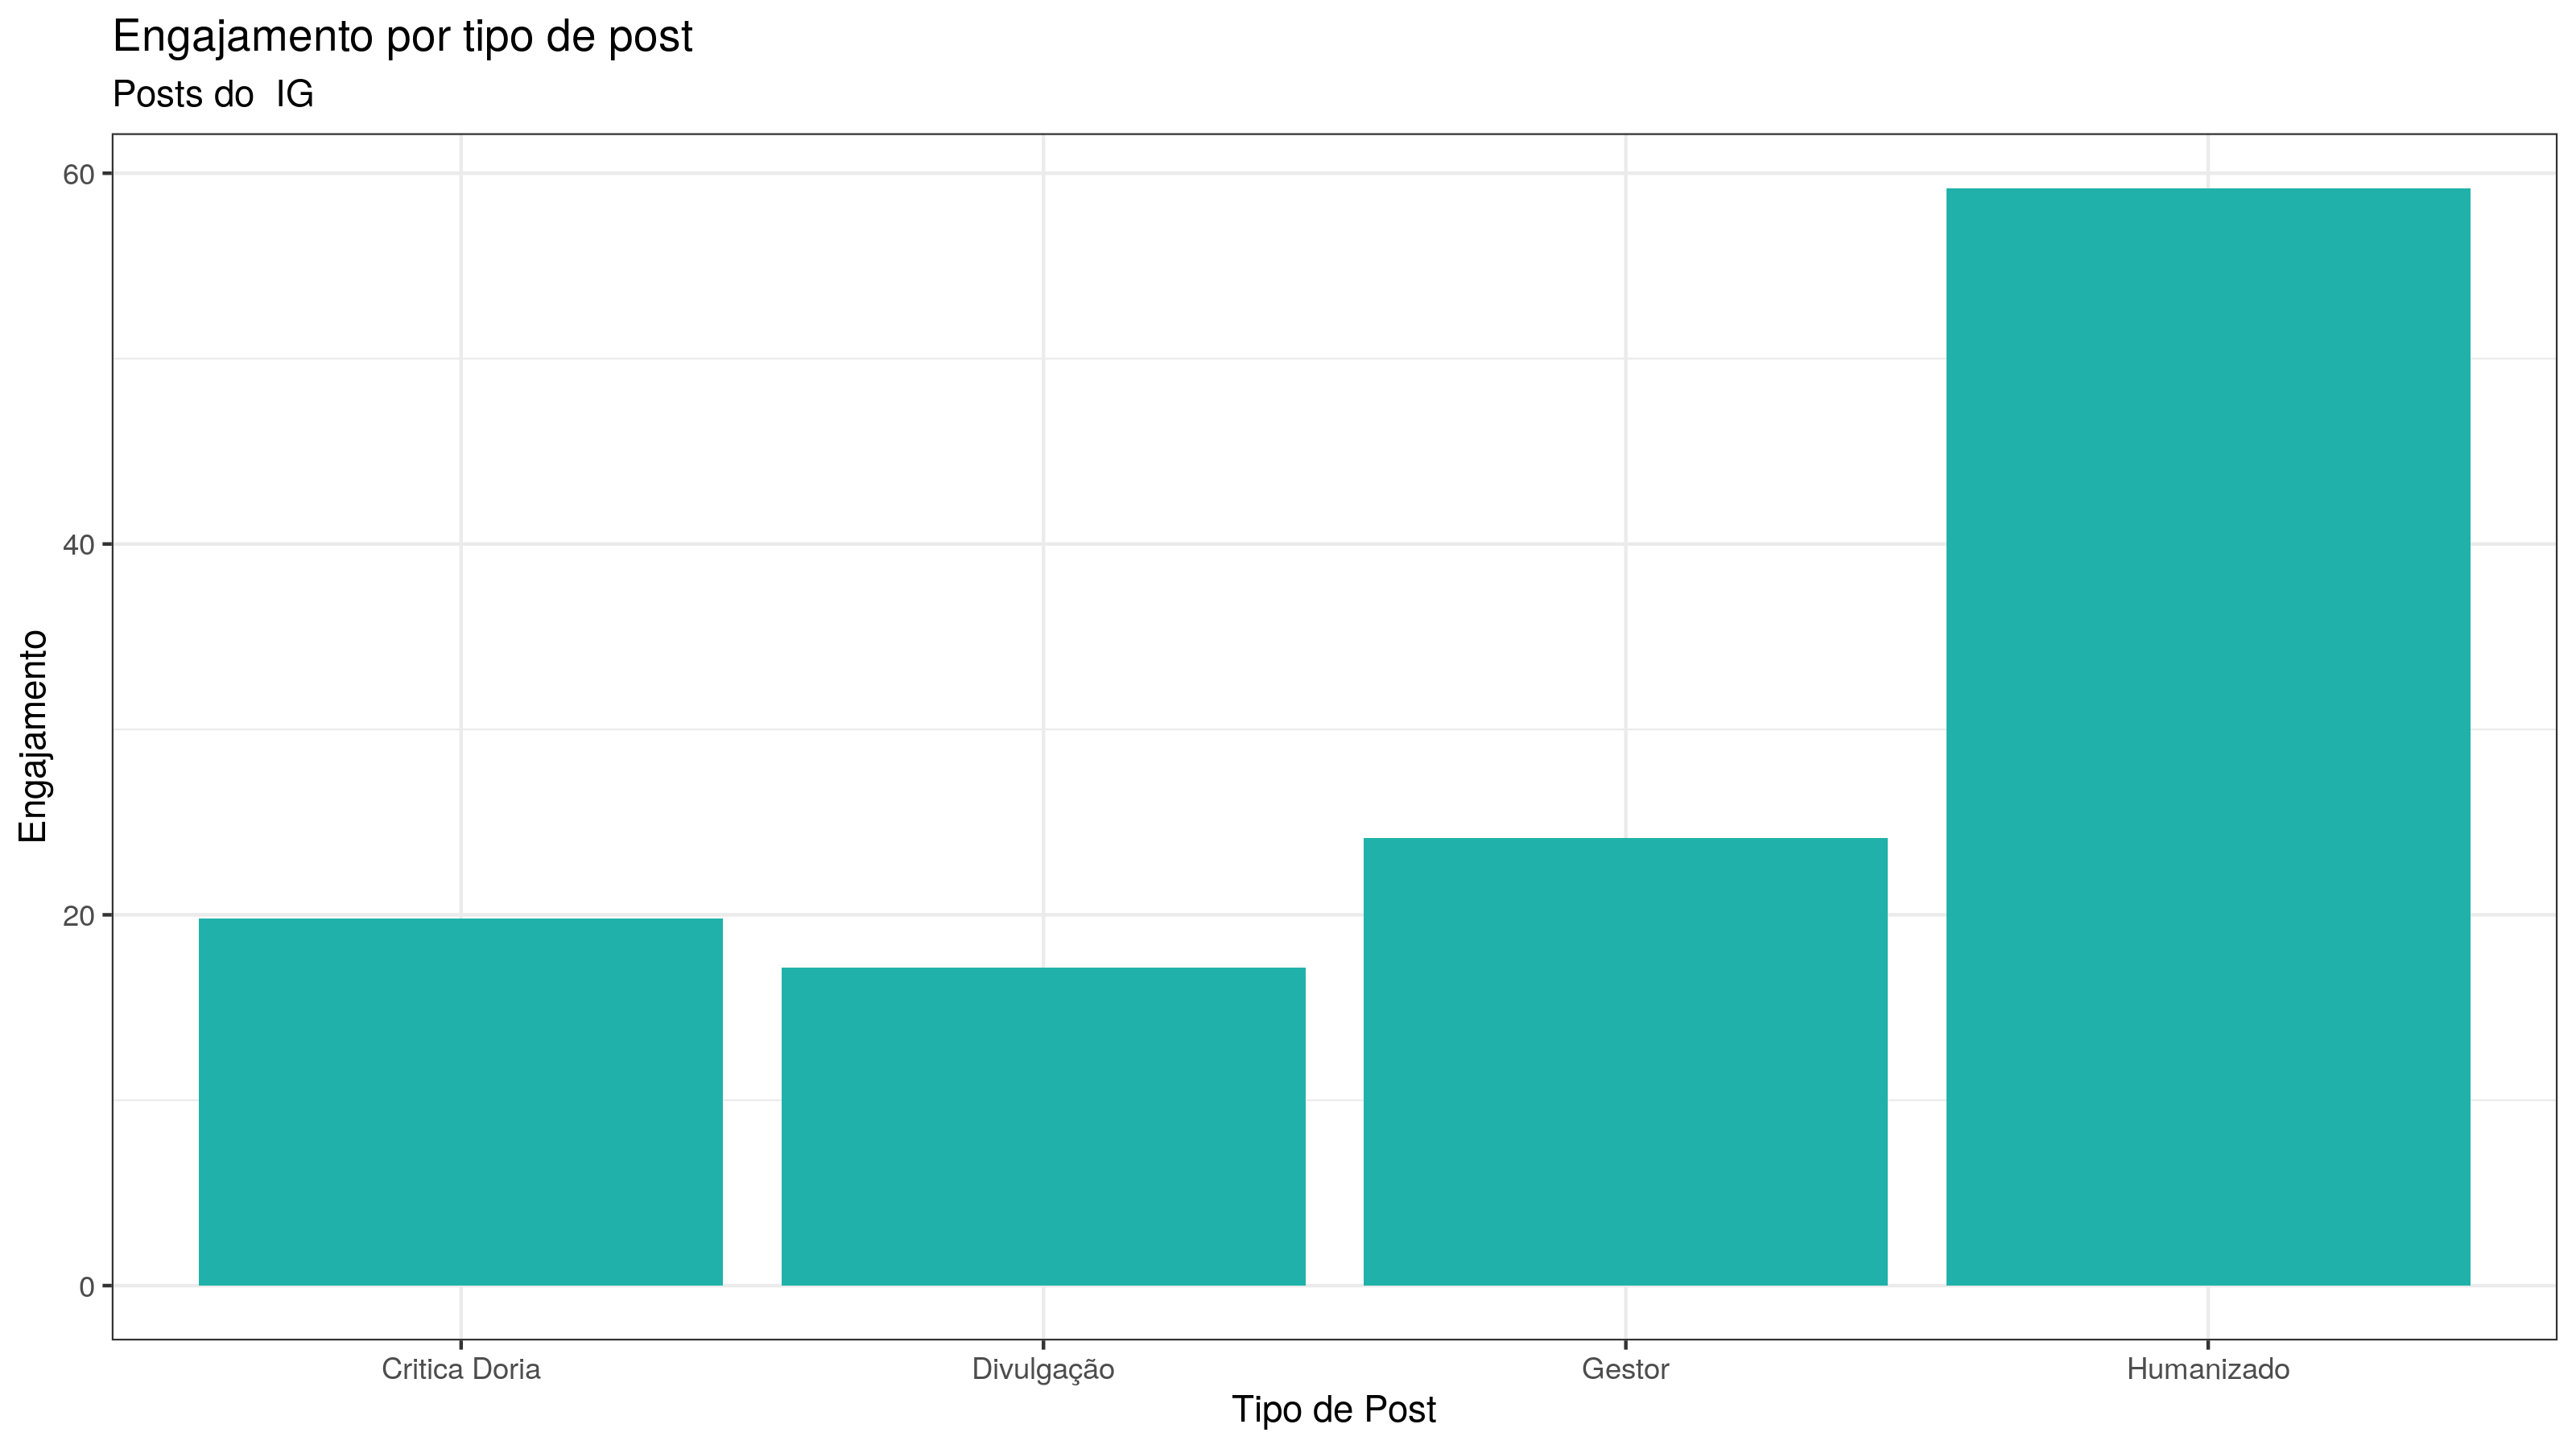 Engajamento por tipo de post
Posts do  IG
Engajamento
60
40
20
0
Critica Doria
Divulgação
Gestor
Humanizado
Tipo de Post